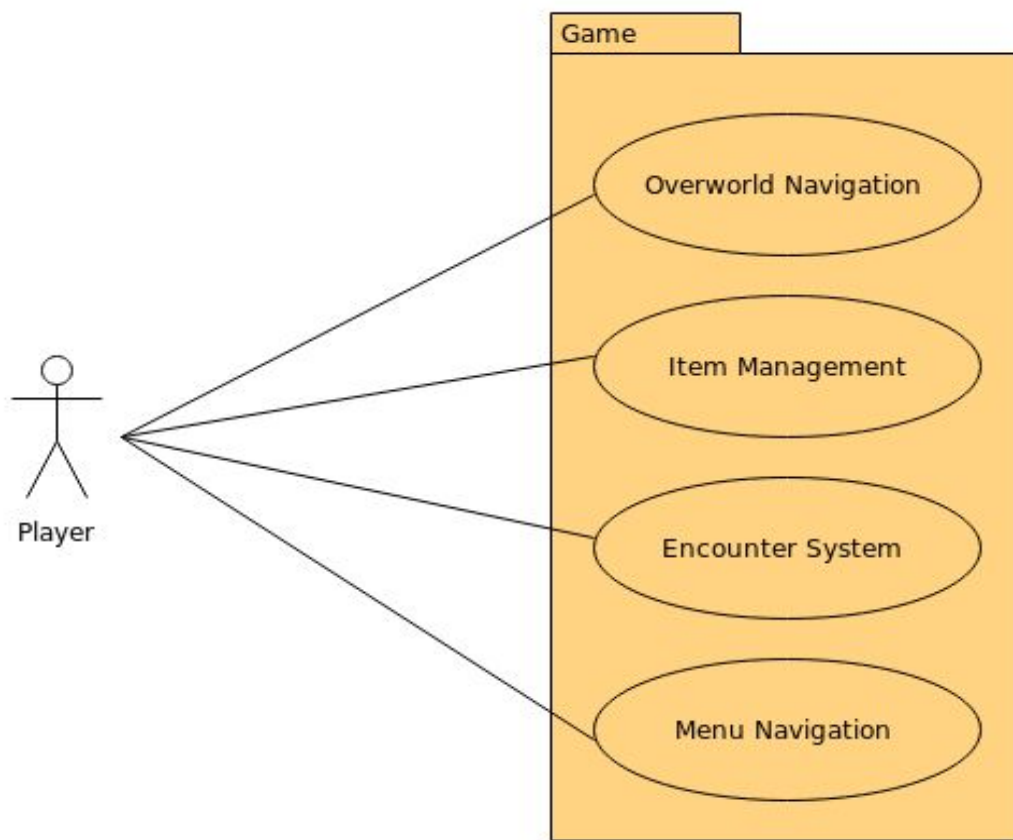 Game
Overworld Navigation
Item Management
Encounter System
Menu Navigation
Player